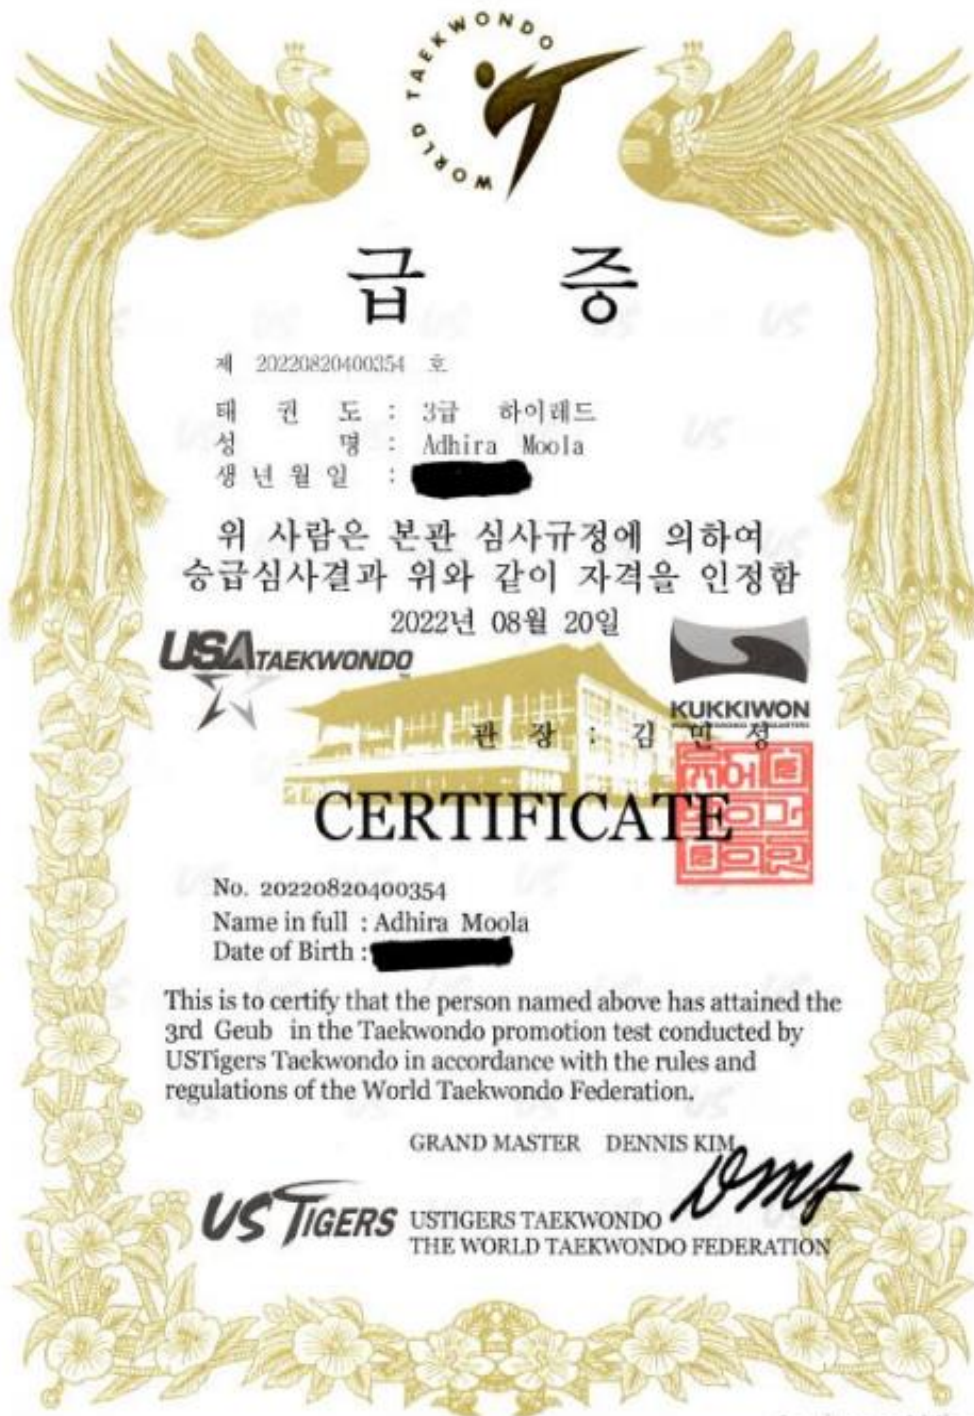 WORLD TAEKWONDO
급 증
제 20220820400354 호
태 권 도 : 3급 하이레드
성 명 : Adhira Moola
생 년 월 일 :
위 사람은 본관 심사규정에 의하여
승급심사결과 위와 같이 자격을 인정함
2022년 08월 20일
USA TAEKWONDO
KUKKIWON
관 장 : 김 민 성
CERTIFICATE
No. 20220820400354
Name in full : Adhira Moola
Date of Birth :
This is to certify that the person named above has attained the
3rd Geub in the Taekwondo promotion test conducted by
USTigers Taekwondo in accordance with the rules and
regulations of the World Taekwondo Federation.
GRAND MASTER DENNIS KIM
US TIGERS
USTIGERS TAEKWONDO
THE WORLD TAEKWONDO FEDERATION